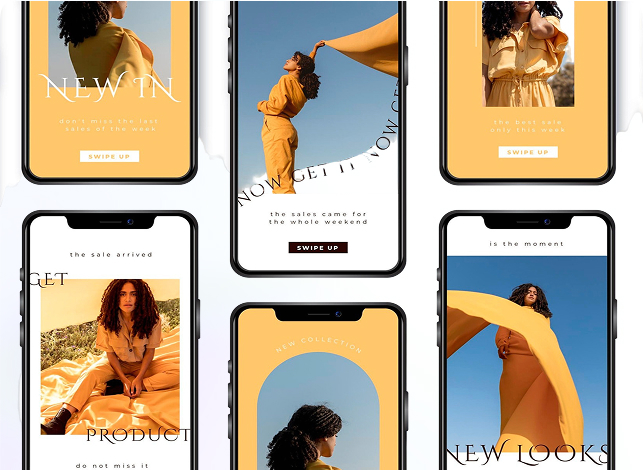 NEW IN
don't miss the last
sales of the week
SWIPE UP
NOW GET IT NOW GET
the sales came for
the whole weekend
SWIPE UP
the best sale
only this week
SWIPE UP
the sale arrived
GET
PRODUCT
do not miss it
NEW COLLECTION
is the moment
NEW LOOKS